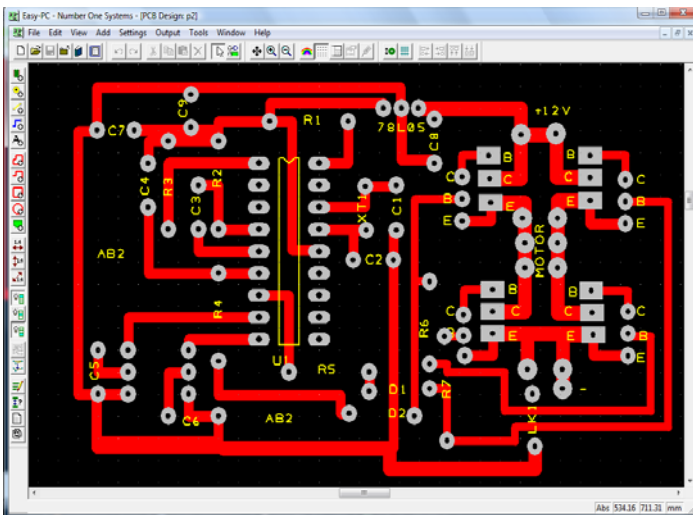 Easy-PC - Number One Systems - [PCB Design: p2]
File Edit View Add Settings Output Tools Window Help
C9
R1
78L05
+12V
C7
C8
B
B
C4
R3
R2
C
C
C
C
C3
XT1
C1
B
B
E
E
E
E
AB2
C2
MOTOR
B
B
R4
R6
C
C
C
C
E
E
U1
R5
E
E
C5
D1
R7
-
C6
AB2
D2
LK1
Abs 534.16 711.31 mm